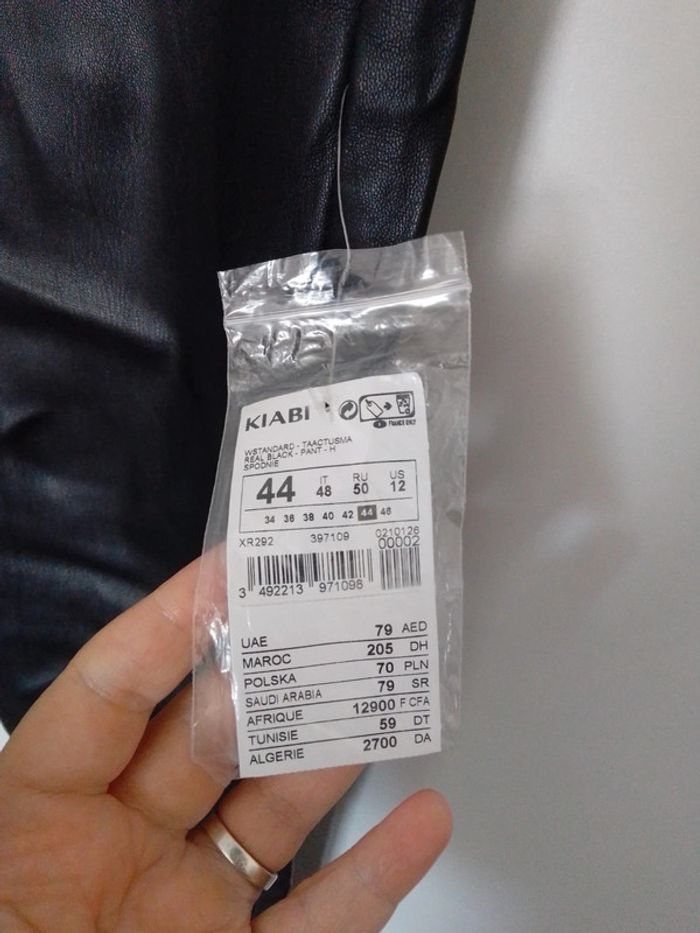 KIABI
FRANCE ONLY
WSTANDARD - TAACTUSMA
REAL BLACK - PANT - H
SPODNIE
44 IT 48 RU 50 US 12
34 36 38 40 42 44 46
XR292 397109 0210126
00002
3 492213 971098
UAE 79 AED
MAROC 205 DH
POLSKA 70 PLN
SAUDI ARABIA 79 SR
AFRIQUE 12900 F CFA
TUNISIE 59 DT
ALGERIE 2700 DA